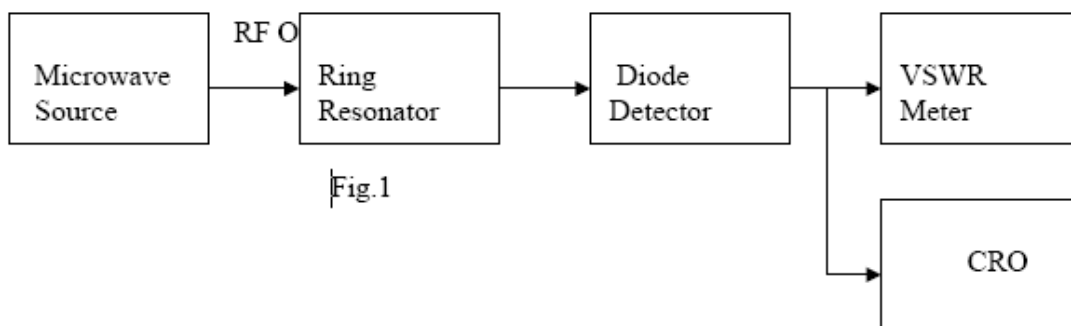 RF O
Microwave
Source
Ring
Resonator
Diode
Detector
VSWR
Meter
Fig.1
CRO